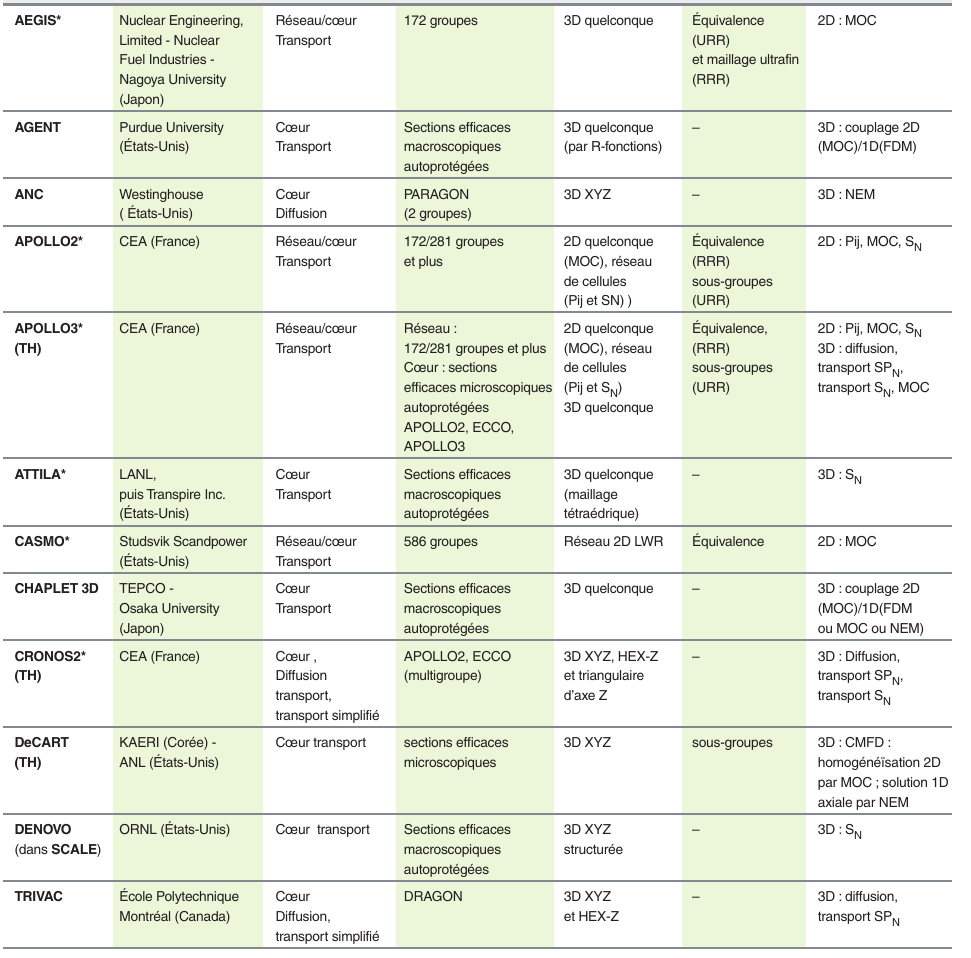 AEGIS*
Nuclear Engineering,
Limited - Nuclear
Fuel Industries -
Nagoya University
(Japon)
Réseau/cœur
Transport
172 groupes
3D quelconque
Équivalence
(URR)
et maillage ultrafin
(RRR)
2D : MOC
AGENT
Purdue University
(États-Unis)
Cœur
Transport
Sections efficaces
macroscopiques
autoprotégées
3D quelconque
(par R-fonctions)
–
3D : couplage 2D
(MOC)/1D(FDM)
ANC
Westinghouse
( États-Unis)
Cœur
Diffusion
PARAGON
(2 groupes)
3D XYZ
–
3D : NEM
APOLLO2*
CEA (France)
Réseau/cœur
Transport
172/281 groupes
et plus
2D quelconque
(MOC), réseau
de cellules
(Pij et SN) )
Équivalence
(RRR)
sous-groupes
(URR)
2D : Pij, MOC, SN
APOLLO3*
(TH)
CEA (France)
Réseau/cœur
Transport
Réseau :
172/281 groupes et plus
Cœur : sections
efficaces microscopiques
autoprotégées
APOLLO2, ECCO,
APOLLO3
2D quelconque
(MOC), réseau
de cellules
(Pij et SN)
3D quelconque
Équivalence,
(RRR)
sous-groupes
(URR)
2D : Pij, MOC, SN
3D : diffusion,
transport SPN,
transport SN, MOC
ATTILA*
LANL,
puis Transpire Inc.
(États-Unis)
Cœur
Transport
Sections efficaces
macroscopiques
autoprotégées
3D quelconque
(maillage
tétraédrique)
–
3D : SN
CASMO*
Studsvik Scandpower
(États-Unis)
Réseau/cœur
Transport
586 groupes
Réseau 2D LWR
Équivalence
2D : MOC
CHAPLET 3D
TEPCO -
Osaka University
(Japon)
Cœur
Transport
Sections efficaces
macroscopiques
autoprotégées
3D quelconque
–
3D : couplage 2D
(MOC)/1D(FDM
ou MOC ou NEM)
CRONOS2*
(TH)
CEA (France)
Cœur ,
Diffusion
transport,
transport simplifié
APOLLO2, ECCO
(multigroupe)
3D XYZ, HEX-Z
et triangulaire
d'axe Z
–
3D : Diffusion,
transport SPN,
transport SN
DeCART
(TH)
KAERI (Corée) -
ANL (États-Unis)
Cœur transport
sections efficaces
microscopiques
3D XYZ
sous-groupes
3D : CMFD :
homogénéïsation 2D
par MOC ; solution 1D
axiale par NEM
DENOVO
(dans SCALE)
ORNL (États-Unis)
Cœur transport
Sections efficaces
macroscopiques
autoprotégées
3D XYZ
structurée
–
3D : SN
TRIVAC
École Polytechnique
Montréal (Canada)
Cœur
Diffusion,
transport simplifié
DRAGON
3D XYZ
et HEX-Z
–
3D : diffusion,
transport SPN